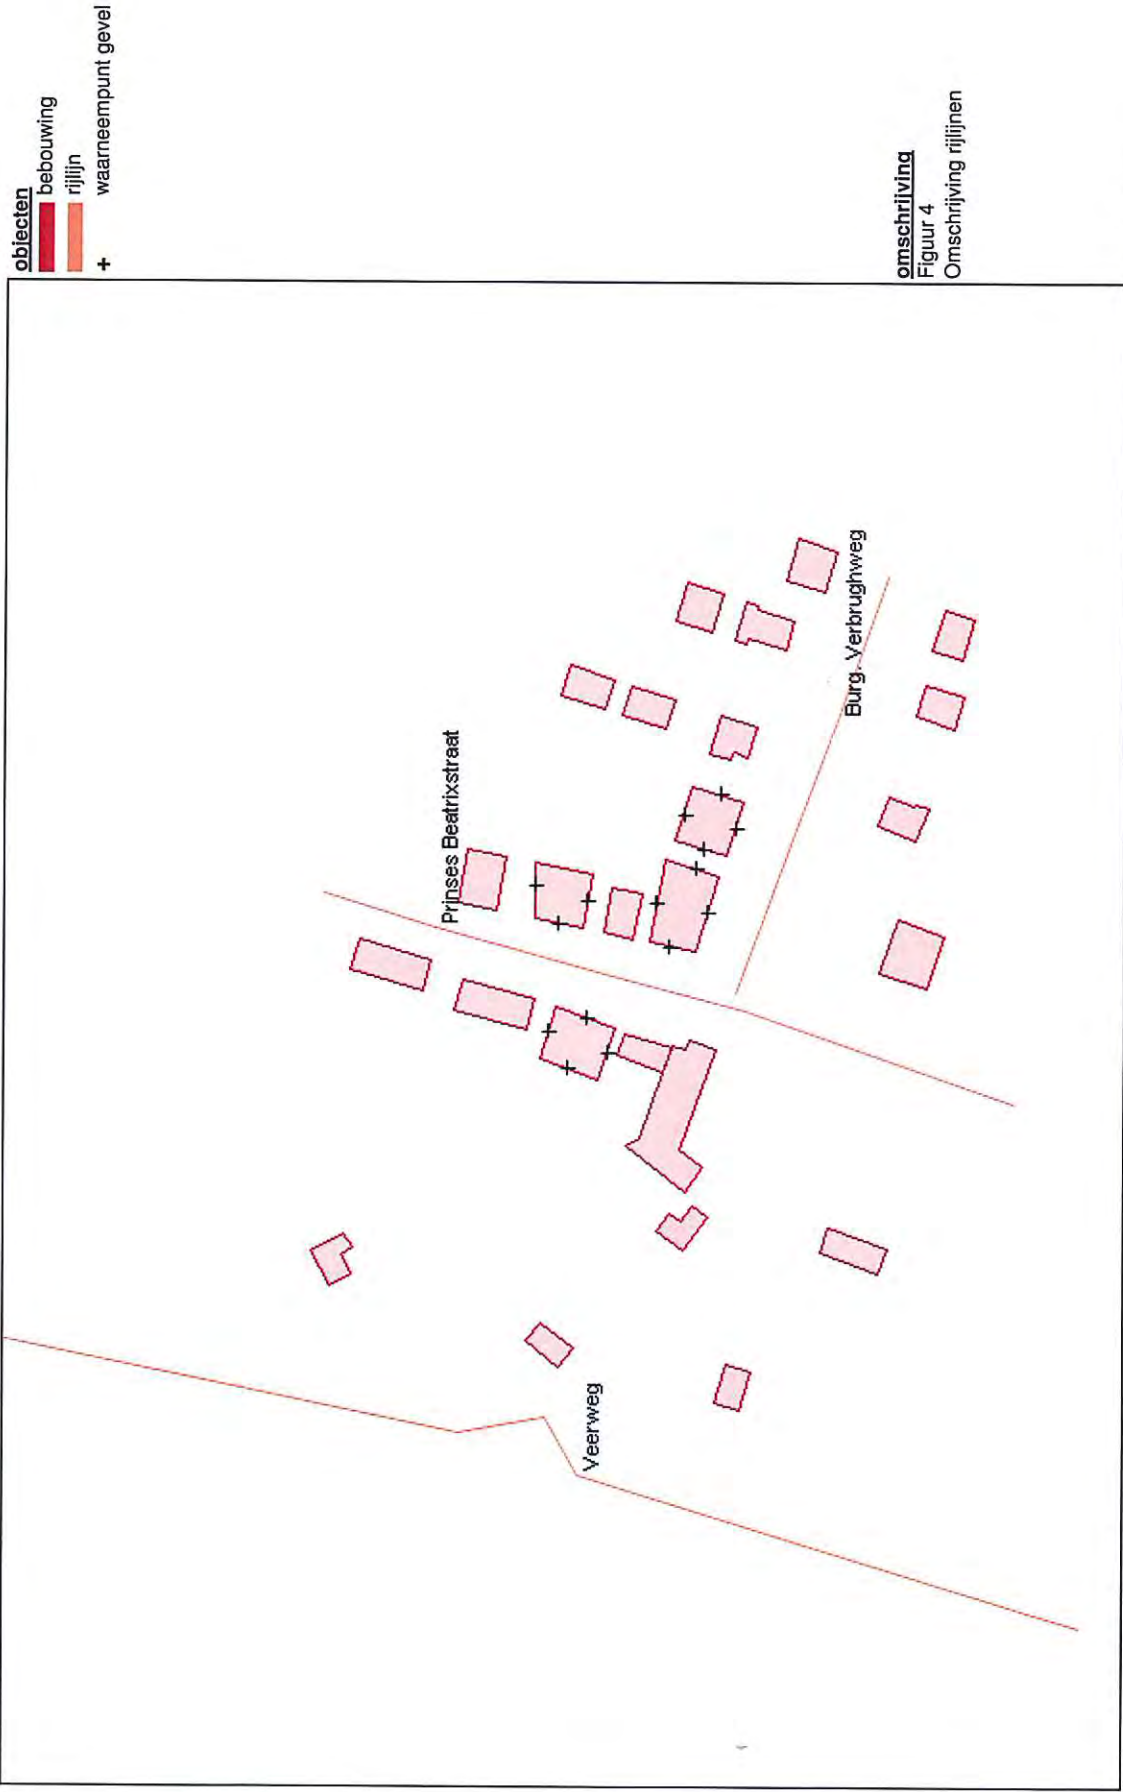 objecten
bebouwing
rijlijn
+ waarneempunt gevel
Prinses Beatrixstraat
Burg. Verbrughweg
Veerweg
omschrijving
Figuur 4
Omschrijving rijlijnen